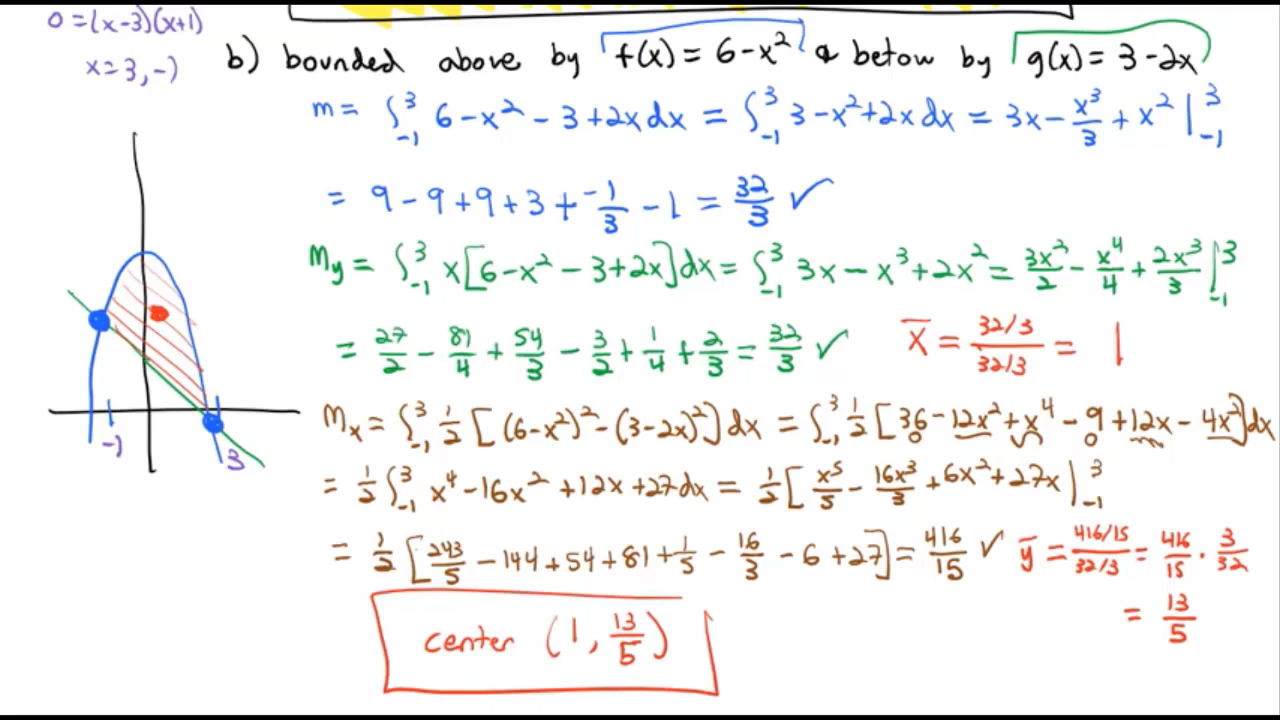 0 = (x-3)(x+1)
x = 3, -1
b) bounded above by f(x) = 6-x² & below by g(x) = 3-2x
m = ∫₋₁³ 6-x² - 3+2x dx = ∫₋₁³ 3-x²+2x dx = 3x - x³/3 + x² |₋₁³
= 9 - 9 + 9 + 3 + -1/3 - 1 = 32/3 ✓
My = ∫₋₁³ x[6-x² - 3+2x]dx = ∫₋₁³ 3x - x³ + 2x² = 3x²/2 - x⁴/4 + 2x³/3 |₋₁³
= 27/2 - 81/4 + 54/3 - 3/2 + 1/4 + 2/3 = 32/3 ✓
x̄ = (32/3)/(32/3) = 1
Mx = ∫₋₁³ 1/2 [(6-x²)² - (3-2x)²]dx = ∫₋₁³ 1/2 [36 - 12x² + x⁴ - 9 + 12x - 4x²]dx
= 1/2 ∫₋₁³ x⁴ - 16x² + 12x + 27 dx = 1/2 [x⁵/5 - 16x³/3 + 6x² + 27x |₋₁³
= 1/2 [243/5 - 144 + 54 + 81 + 1/5 - 16/3 - 6 + 27] = 416/15 ✓
ȳ = (416/15)/(32/3) = 416/15 · 3/32
= 13/5
center (1, 13/5)
-1
3